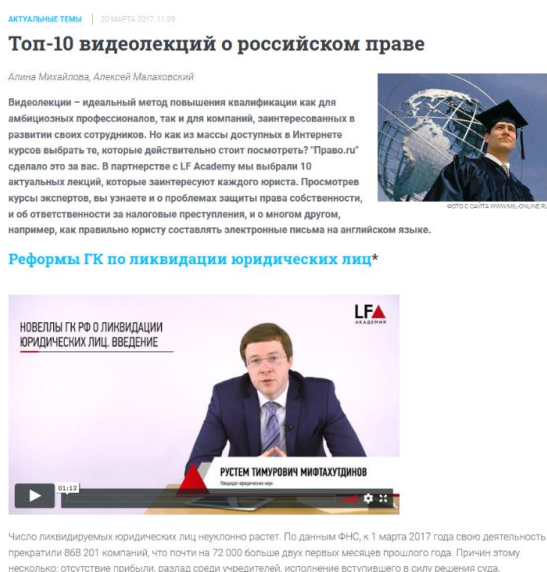 АКТУАЛЬНЫЕ ТЕМЫ | 20 МАРТА 2017, 11:39
Топ-10 видеолекций о российском праве
Алина Михайлова, Алексей Малаховский
Видеолекции – идеальный метод повышения квалификации как для
амбициозных профессионалов, так и для компаний, заинтересованных в
развитии своих сотрудников. Но как из массы доступных в Интернете
курсов выбрать те, которые действительно стоит посмотреть? "Право.ru"
сделало это за вас. В партнерстве с LF Academy мы выбрали 10
актуальных лекций, которые заинтересуют каждого юриста. Просмотрев
курсы экспертов, вы узнаете и о проблемах защиты права собственности,
и об ответственности за налоговые преступления, и о многом другом,
например, как правильно юристу составлять электронные письма на английском языке.
ФОТО С САЙТА WWW.MIL-ONLINE.RU
Реформы ГК по ликвидации юридических лиц*
НОВЕЛЛЫ ГК РФ О ЛИКВИДАЦИИ
ЮРИДИЧЕСКИХ ЛИЦ. ВВЕДЕНИЕ
LFA
АКАДЕМИЯ
РУСТЕМ ТИМУРОВИЧ МИФТАХУТДИНОВ
Кандидат юридических наук
01:13
Число ликвидируемых юридических лиц неуклонно растет. По данным ФНС, к 1 марта 2017 года свою деятельность
прекратили 868 201 компаний, что почти на 72 000 больше двух первых месяцев прошлого года. Причин этому
несколько: отсутствие прибыли, разлад среди учредителей, исполнение вступившего в силу решения суда.